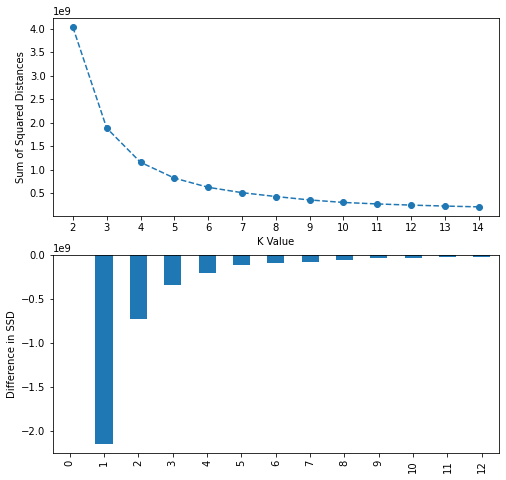 1e9
4.0
3.5
3.0
2.5
2.0
1.5
1.0
0.5
Sum of Squared Distances
2 3 4 5 6 7 8 9 10 11 12 13 14
K Value
1e9
0.0
−0.5
−1.0
−1.5
−2.0
Difference in SSD
0 1 2 3 4 5 6 7 8 9 10 11 12